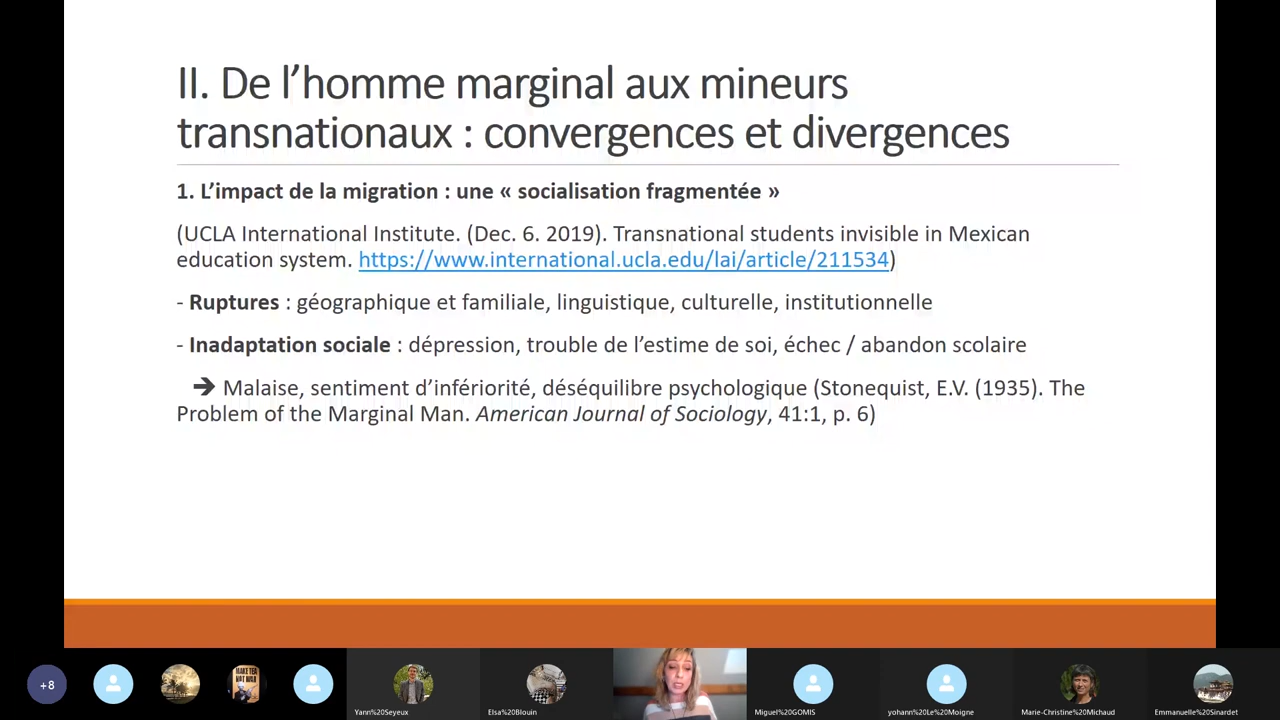 II. De l’homme marginal aux mineurs
transnationaux : convergences et divergences
1. L’impact de la migration : une « socialisation fragmentée »
(UCLA International Institute. (Dec. 6. 2019). Transnational students invisible in Mexican
education system. https://www.international.ucla.edu/lai/article/211534)
- Ruptures : géographique et familiale, linguistique, culturelle, institutionnelle
- Inadaptation sociale : dépression, trouble de l’estime de soi, échec / abandon scolaire
➔ Malaise, sentiment d’infériorité, déséquilibre psychologique (Stonequist, E.V. (1935). The
Problem of the Marginal Man. American Journal of Sociology, 41:1, p. 6)
+8
MAKE TEA
NOT WAR
Yann%20Seyeux
Elsa%20Blouin
Miguel%20GOMIS
yohann%20Le%20Moigne
Marie-Christine%20Michaud
Emmanuelle%20Sinardet